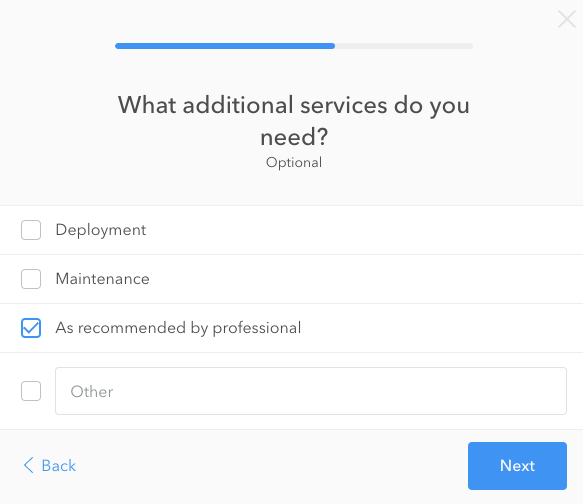 What additional services do you
need?
Optional
Deployment
Maintenance
As recommended by professional
Other
Back
Next